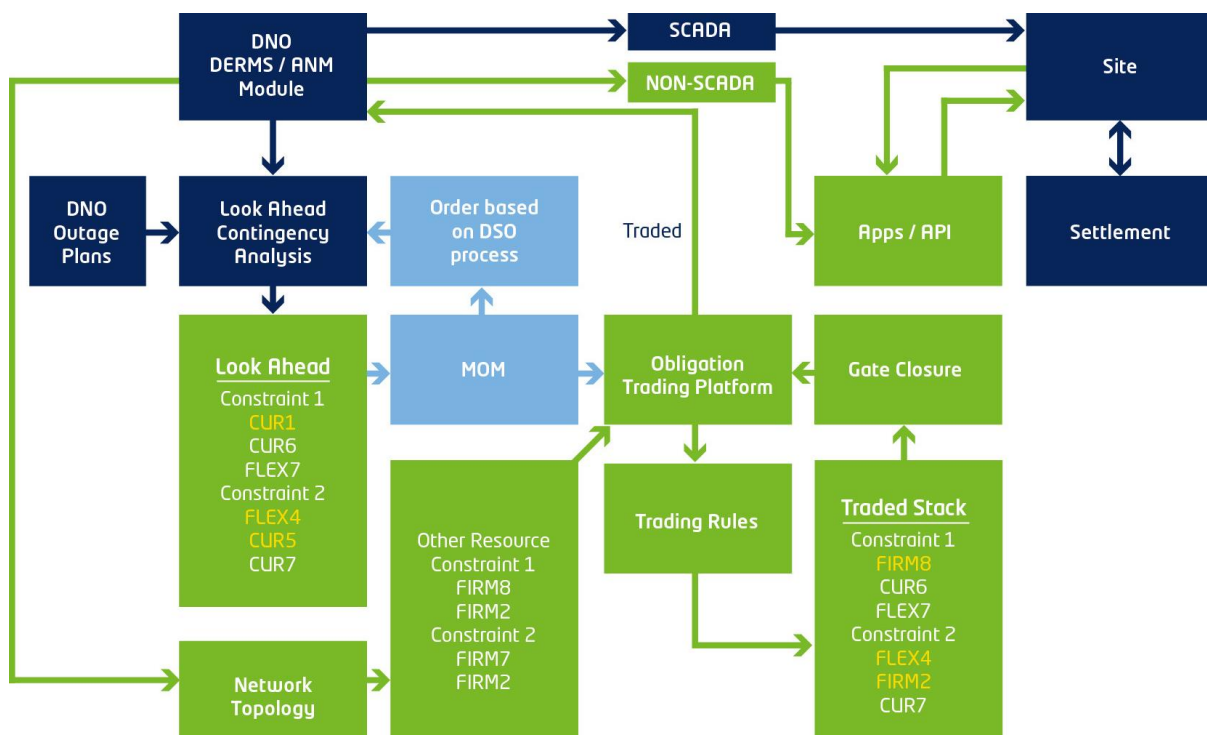 DNO
DERMS / ANM
Module
SCADA
NON-SCADA
Site
DNO
Outage
Plans
Look Ahead
Contingency
Analysis
Order based
on DSO
process
Traded
Apps / API
Settlement
Look Ahead
Constraint 1
CUR1
CUR6
FLEX7
Constraint 2
FLEX4
CUR5
CUR7
MOM
Obligation
Trading Platform
Gate Closure
Other Resource
Constraint 1
FIRM8
FIRM2
Constraint 2
FIRM7
FIRM2
Trading Rules
Traded Stack
Constraint 1
FIRM8
CUR6
FLEX7
Constraint 2
FLEX4
FIRM2
CUR7
Network
Topology